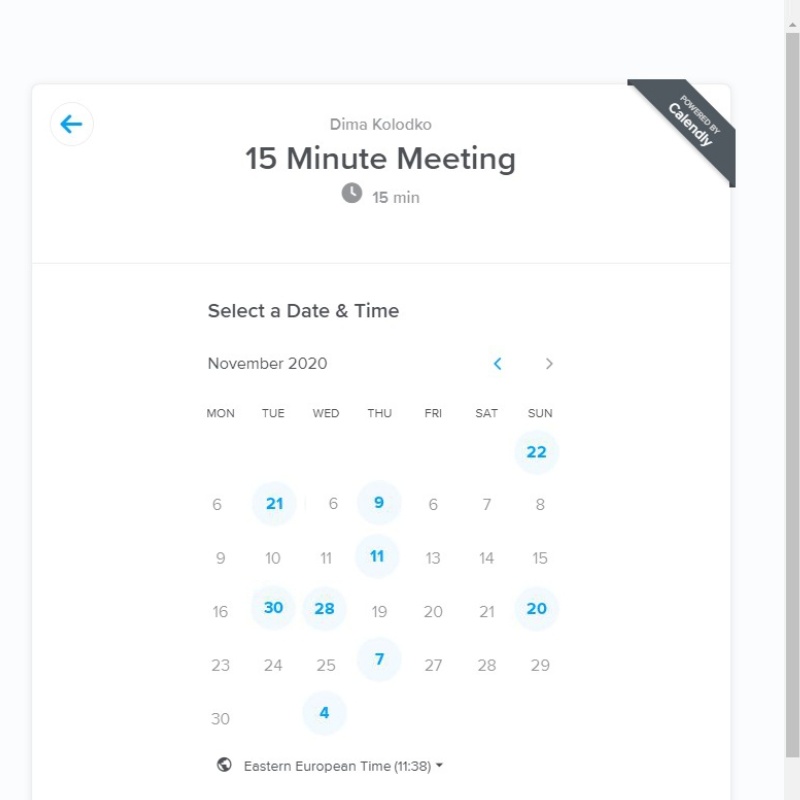 POWERED BY
Calendly
Dima Kolodko
15 Minute Meeting
15 min
Select a Date & Time
November 2020
MON TUE WED THU FRI SAT SUN
22
6 21 6 9 6 7 8
9 10 11 11 13 14 15
16 30 28 19 20 21 20
23 24 25 7 27 28 29
30 4
Eastern European Time (11:38)